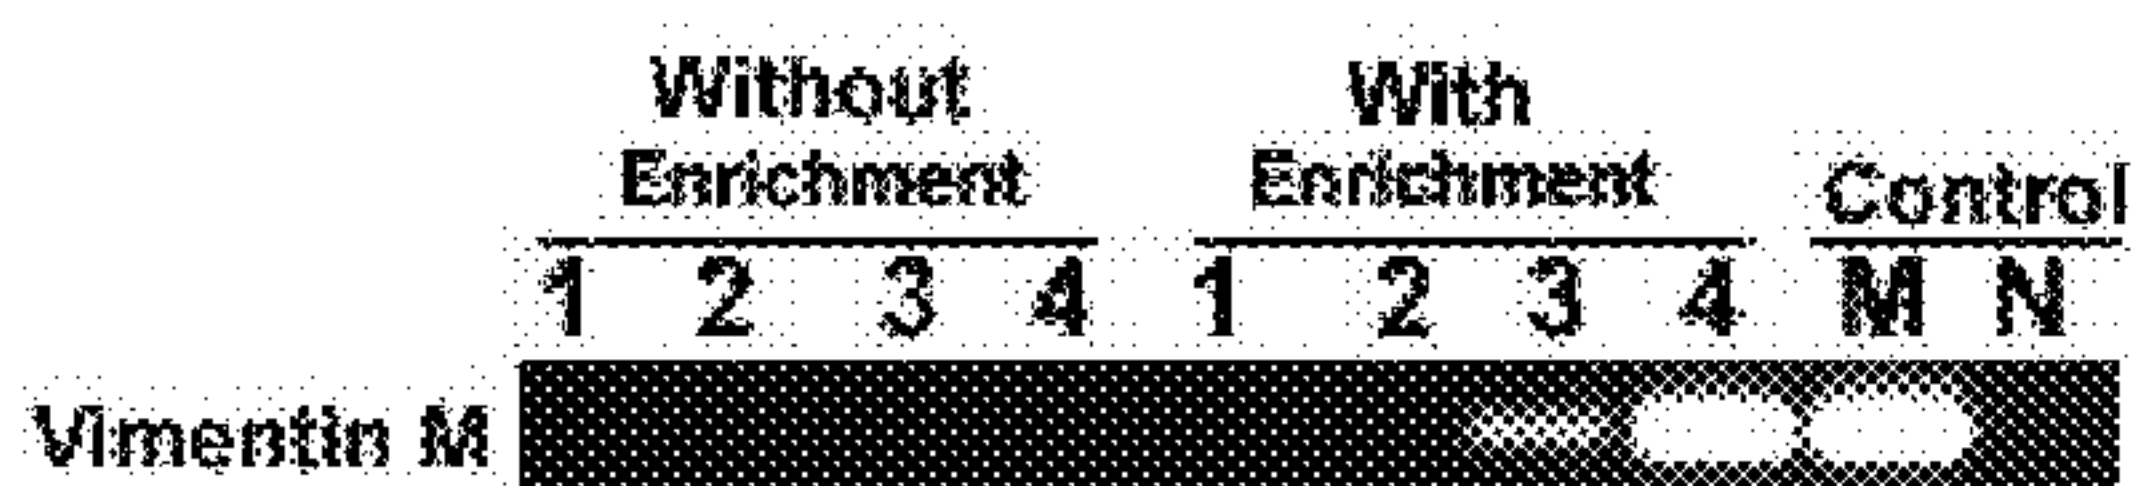 Without With
Enrichment Enrichment Control
1 2 3 4 1 2 3 4 M N
Vimentin M